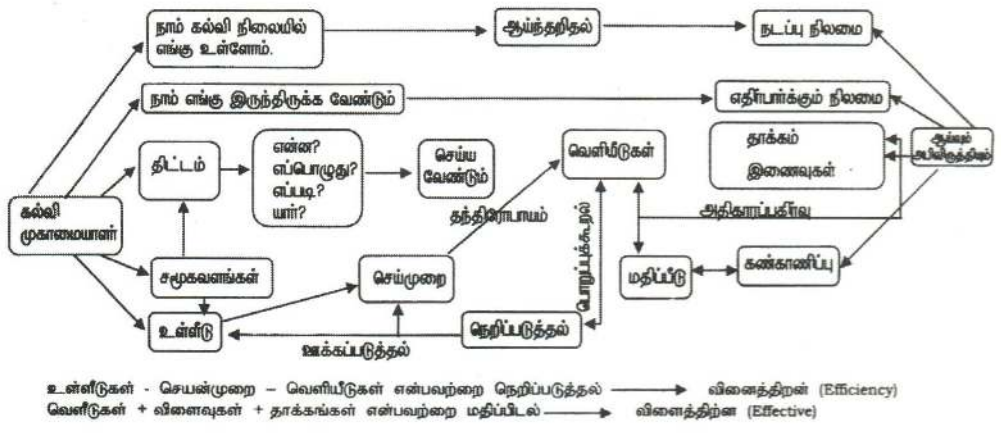 நாம் கல்வி நிலையில்
எங்கு உள்ளோம்.
ஆய்ந்தறிதல்
நடப்பு நிலமை
நாம் எங்கு இருந்திருக்க வேண்டும்
எதிர்பார்க்கும் நிலமை
திட்டம்
என்ன?
எப்பொழுது?
எப்படி?
யார்?
செய்ய
வேண்டும்
வெளியீடுகள்
தாக்கம்
இணைவுகள்
ஆய்வும்
அபிவிருத்தியும்
கல்வி
முகாமையாளர்
தந்திரோபாயம்
அதிகாரப்பகிர்வு
சமூகவளங்கள்
செய்முறை
பொறுப்புக்கூறல்
மதிப்பீடு
கண்காணிப்பு
உள்ளீடு
ஊக்கப்படுத்தல்
நெறிப்படுத்தல்
உள்ளீடுகள் - செயன்முறை – வெளியீடுகள் என்பவற்றை நெறிப்படுத்தல் வினைத்திறன் (Efficiency)
வெளீடுகள் + விளைவுகள் + தாக்கங்கள் என்பவற்றை மதிப்பிடல் விளைத்திற்ன (Effective)